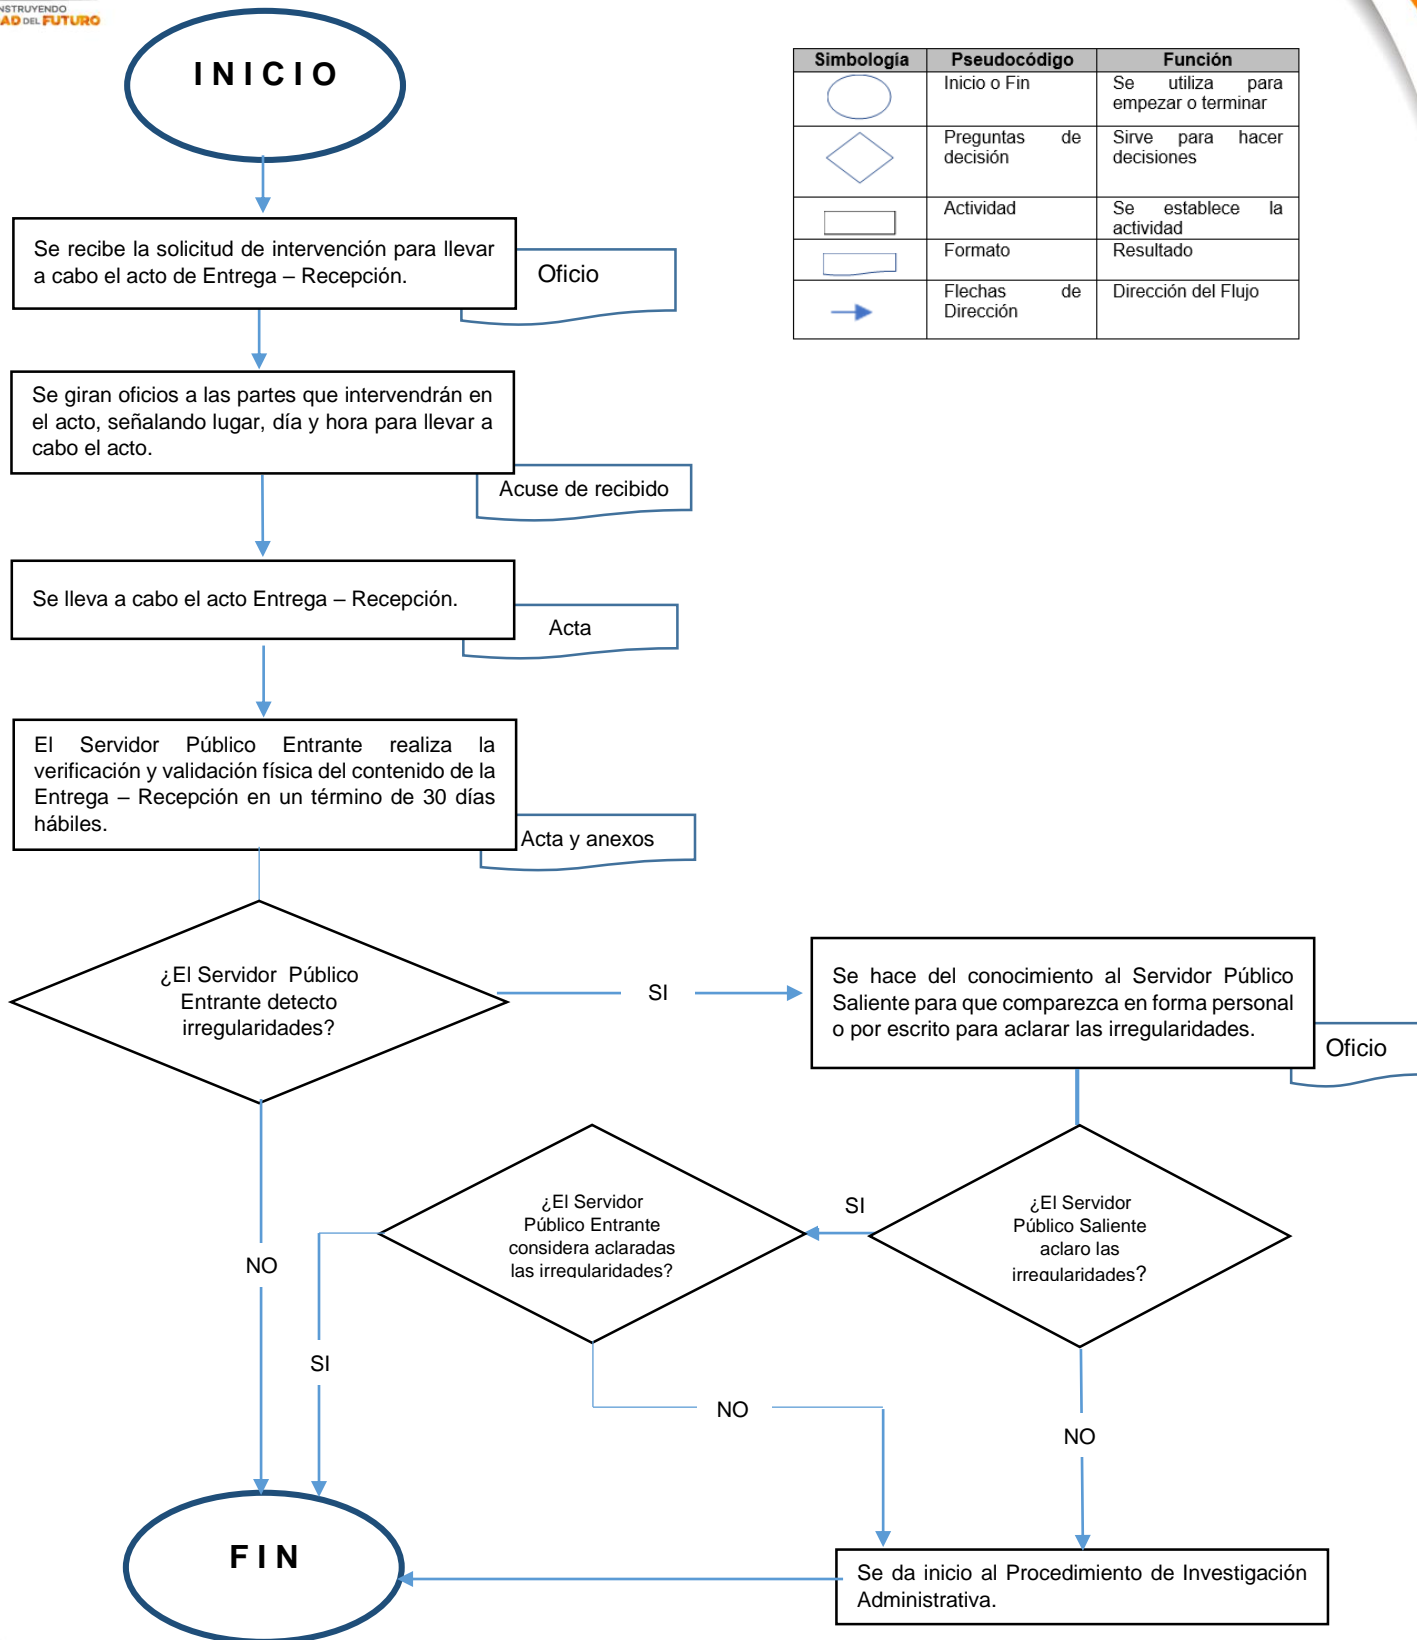 AD DEL FUTURO
I N I C I O
Simbología Pseudocódigo Función
Inicio o Fin
Se utiliza para
empezar o terminar
Preguntas de
decisión
Sirve para hacer
decisiones
Actividad
Se establece la
actividad
Formato
Resultado
Flechas de
Dirección
Dirección del Flujo
Se recibe la solicitud de intervención para llevar
a cabo el acto de Entrega – Recepción.
Oficio
Se giran oficios a las partes que intervendrán en
el acto, señalando lugar, día y hora para llevar a
cabo el acto.
Acuse de recibido
Se lleva a cabo el acto Entrega – Recepción.
Acta
El Servidor Público Entrante realiza la
verificación y validación física del contenido de la
Entrega – Recepción en un término de 30 días
hábiles.
Acta y anexos
¿El Servidor Público
Entrante detecto
irregularidades?
SI
Se hace del conocimiento al Servidor Público
Saliente para que comparezca en forma personal
o por escrito para aclarar las irregularidades.
Oficio
¿El Servidor
Público Saliente
aclaro las
irregularidades?
SI
¿El Servidor
Público Entrante
considera aclaradas
las irregularidades?
NO
SI
NO
NO
Se da inicio al Procedimiento de Investigación
Administrativa.
F I N